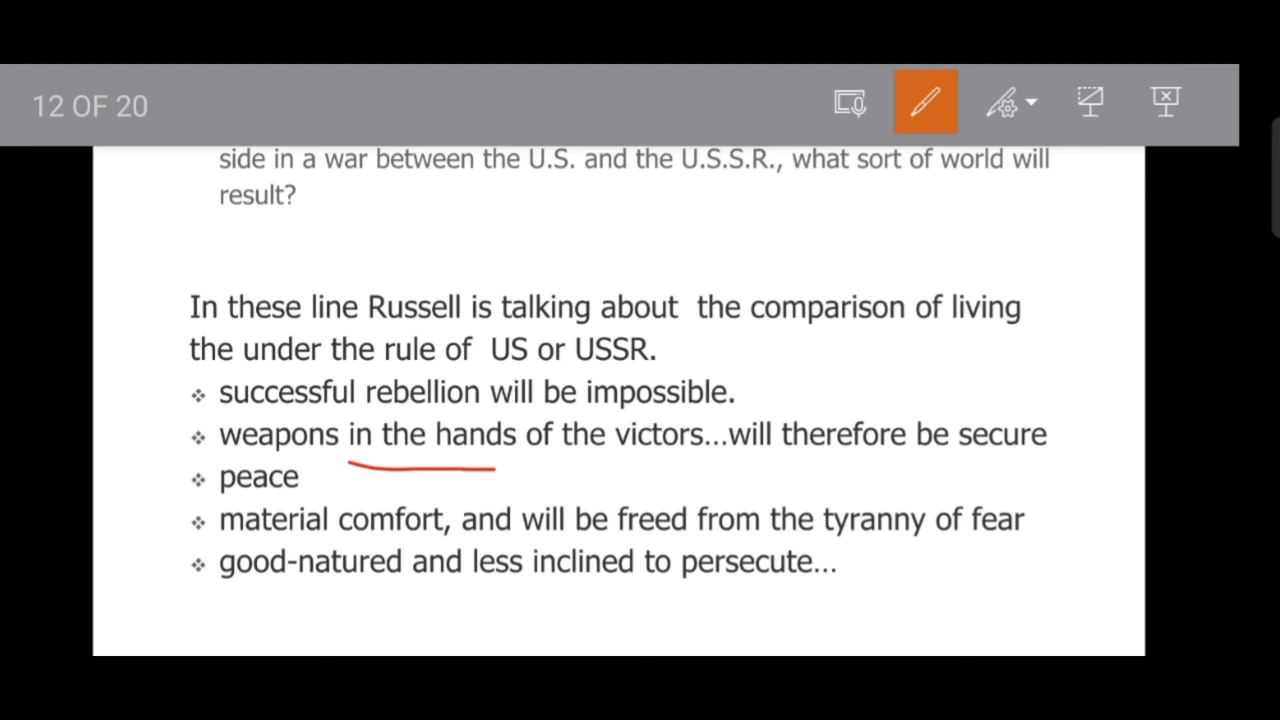 12 OF 20
side in a war between the U.S. and the U.S.S.R., what sort of world will
result?
In these line Russell is talking about the comparison of living
the under the rule of US or USSR.
❖ successful rebellion will be impossible.
❖ weapons in the hands of the victors…will therefore be secure
❖ peace
❖ material comfort, and will be freed from the tyranny of fear
❖ good-natured and less inclined to persecute…